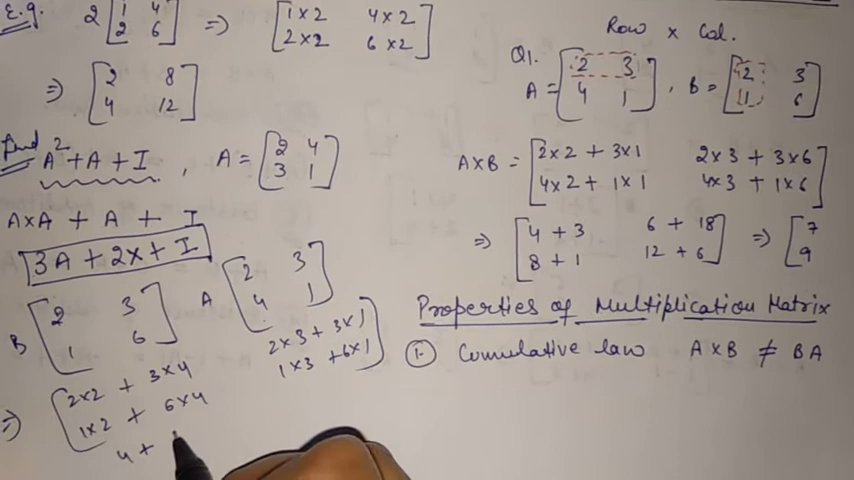 E.g. 2 [1 4 ⇒ [1×2 4×2
2 6] 2×2 6×2]
⇒ [2 8
4 12]
find A² + A + I , A = [2 4
3 1]
A×A + A + I
3A + 2x + I
B [2 3 A [2 3
1 6] 4 1]
⇒ [2×2 + 3×4 2×3 + 3×1
1×2 + 6×4 1×3 + 6×1]
4 +
Row × Col.
Q1. A = [2 3 , B = [2 3
4 1] 1 6]
A×B = [2×2 + 3×1 2×3 + 3×6
4×2 + 1×1 4×3 + 1×6]
⇒ [4 + 3 6 + 18 ⇒ [7
8 + 1 12 + 6] 9
Properties of Multiplication Matrix
1. Comulative law A×B ≠ BA